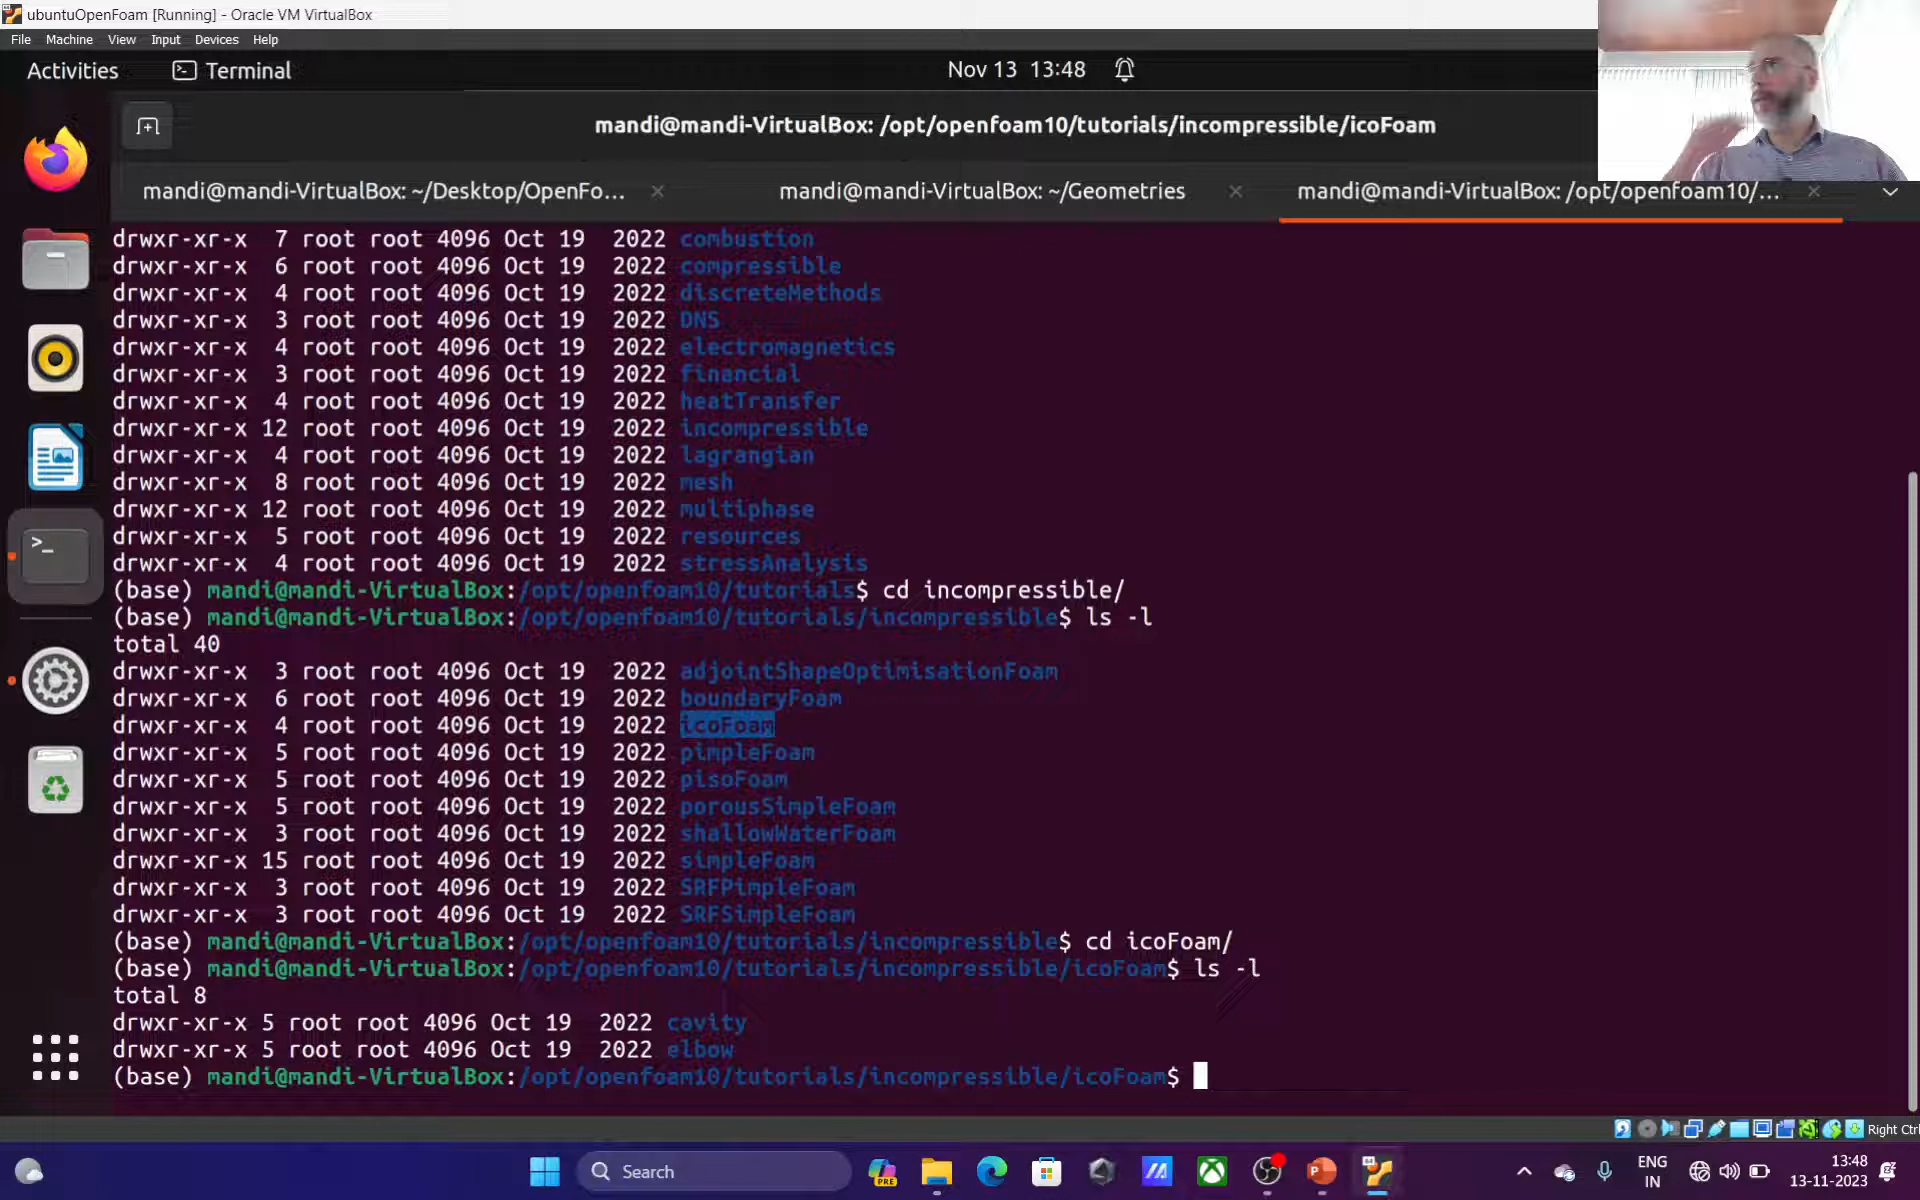 ubuntuOpenFoam [Running] - Oracle VM VirtualBox
File Machine View Input Devices Help
Activities Terminal Nov 13 13:48
mandi@mandi-VirtualBox: /opt/openfoam10/tutorials/incompressible/icoFoam
mandi@mandi-VirtualBox: ~/Desktop/OpenFo... × mandi@mandi-VirtualBox: ~/Geometries × mandi@mandi-VirtualBox: /opt/openfoam10/... ×
drwxr-xr-x 7 root root 4096 Oct 19 2022 combustion
drwxr-xr-x 6 root root 4096 Oct 19 2022 compressible
drwxr-xr-x 4 root root 4096 Oct 19 2022 discreteMethods
drwxr-xr-x 3 root root 4096 Oct 19 2022 DNS
drwxr-xr-x 4 root root 4096 Oct 19 2022 electromagnetics
drwxr-xr-x 3 root root 4096 Oct 19 2022 financial
drwxr-xr-x 4 root root 4096 Oct 19 2022 heatTransfer
drwxr-xr-x 12 root root 4096 Oct 19 2022 incompressible
drwxr-xr-x 4 root root 4096 Oct 19 2022 lagrangian
drwxr-xr-x 8 root root 4096 Oct 19 2022 mesh
drwxr-xr-x 12 root root 4096 Oct 19 2022 multiphase
drwxr-xr-x 5 root root 4096 Oct 19 2022 resources
drwxr-xr-x 4 root root 4096 Oct 19 2022 stressAnalysis
(base) mandi@mandi-VirtualBox:/opt/openfoam10/tutorials$ cd incompressible/
(base) mandi@mandi-VirtualBox:/opt/openfoam10/tutorials/incompressible$ ls -l
total 40
drwxr-xr-x 3 root root 4096 Oct 19 2022 adjointShapeOptimisationFoam
drwxr-xr-x 6 root root 4096 Oct 19 2022 boundaryFoam
drwxr-xr-x 4 root root 4096 Oct 19 2022 icoFoam
drwxr-xr-x 5 root root 4096 Oct 19 2022 pimpleFoam
drwxr-xr-x 5 root root 4096 Oct 19 2022 pisoFoam
drwxr-xr-x 5 root root 4096 Oct 19 2022 porousSimpleFoam
drwxr-xr-x 3 root root 4096 Oct 19 2022 shallowWaterFoam
drwxr-xr-x 15 root root 4096 Oct 19 2022 simpleFoam
drwxr-xr-x 3 root root 4096 Oct 19 2022 SRFPimpleFoam
drwxr-xr-x 3 root root 4096 Oct 19 2022 SRFSimpleFoam
(base) mandi@mandi-VirtualBox:/opt/openfoam10/tutorials/incompressible$ cd icoFoam/
(base) mandi@mandi-VirtualBox:/opt/openfoam10/tutorials/incompressible/icoFoam$ ls -l
total 8
drwxr-xr-x 5 root root 4096 Oct 19 2022 cavity
drwxr-xr-x 5 root root 4096 Oct 19 2022 elbow
(base) mandi@mandi-VirtualBox:/opt/openfoam10/tutorials/incompressible/icoFoam$
Right Ctrl
Search PRE ENG 13:48
IN 13-11-2023